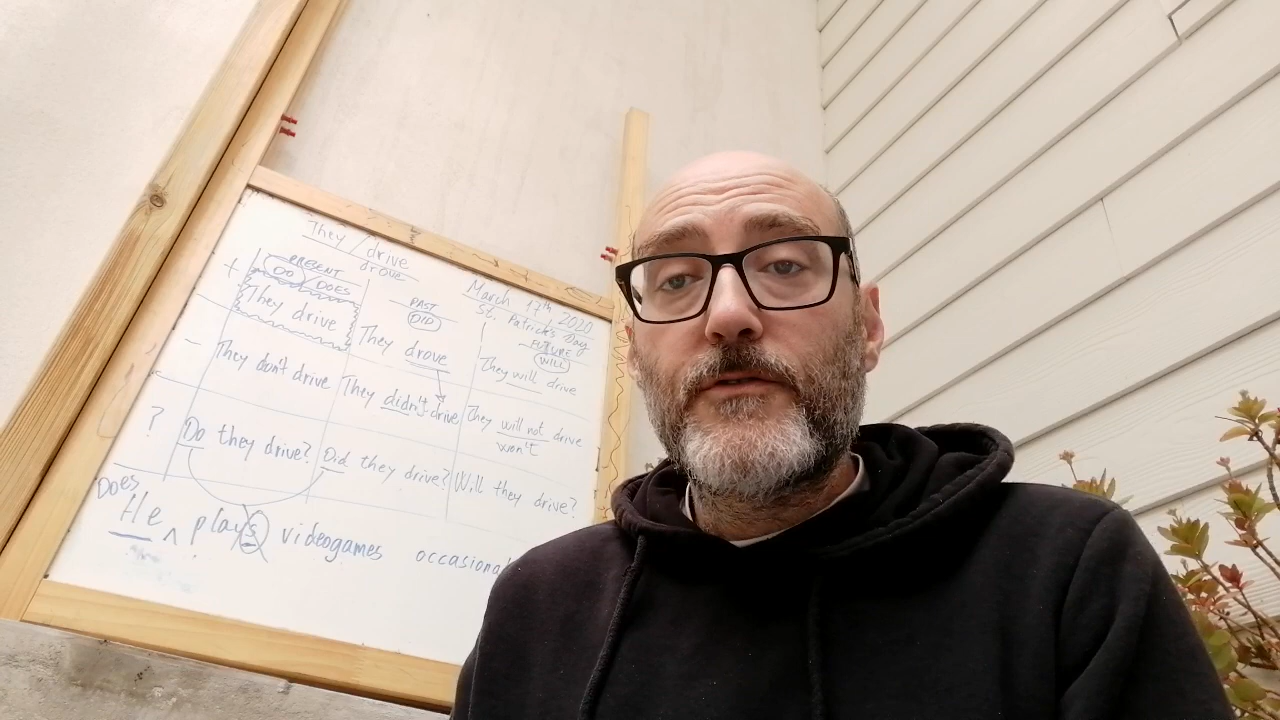 They / drive
drove
March 17th 2020
St. Patrick's Day
PRESENT
DO DOES
PAST
DID
FUTURE
WILL
+ They drive They drove They will drive
- They don't drive They didn't drive They will not drive
won't
? Do they drive? Did they drive? Will they drive?
Does
He ^ plays videogames occasiona